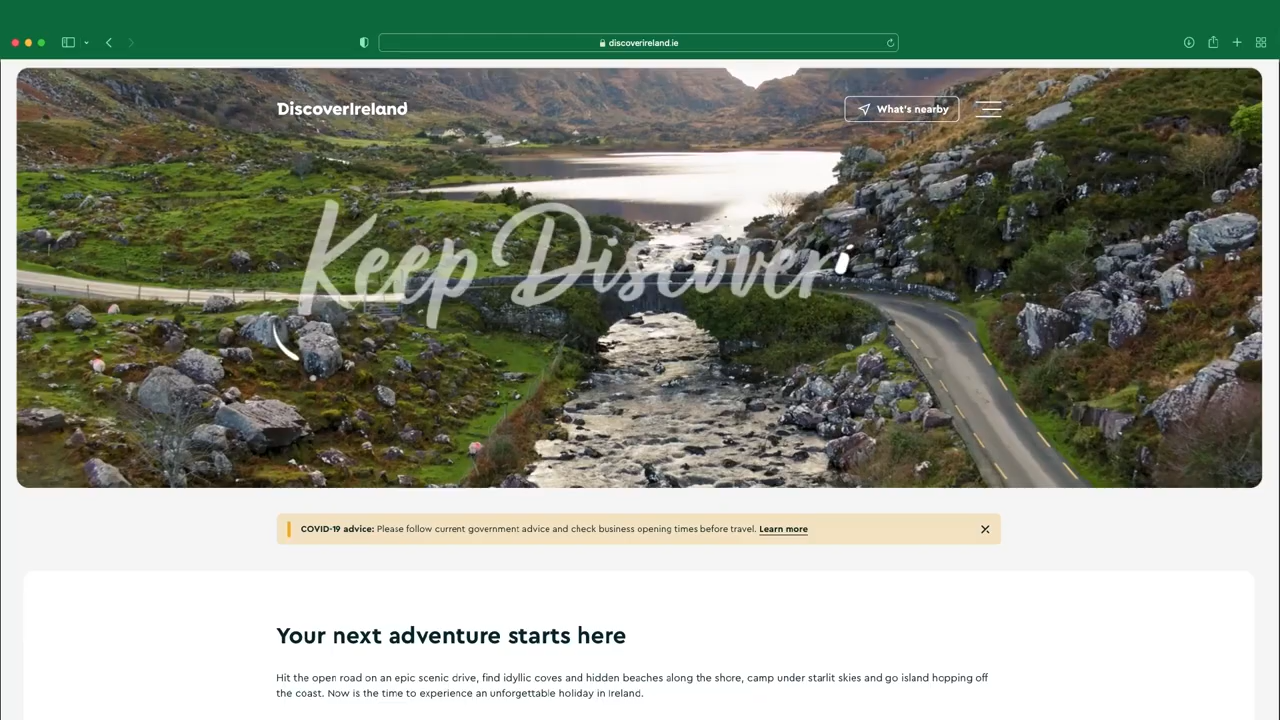 discoverireland.ie
DiscoverIreland
What's nearby
Keep Discover
COVID-19 advice: Please follow current government advice and check business opening times before travel. Learn more
Your next adventure starts here
Hit the open road on an epic scenic drive, find idyllic coves and hidden beaches along the shore, camp under starlit skies and go island hopping off
the coast. Now is the time to experience an unforgettable holiday in Ireland.